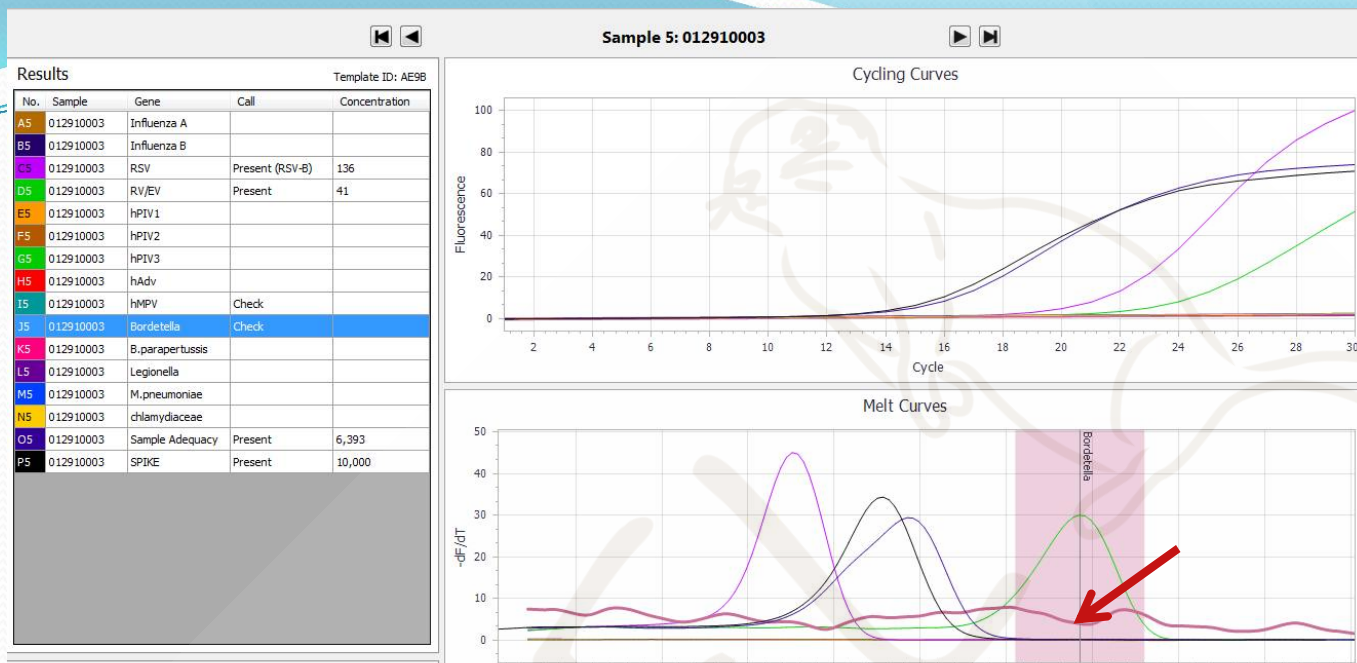 Sample 5: 012910003
Results Template ID: AE9B
No. Sample Gene Call Concentration
A5 012910003 Influenza A
B5 012910003 Influenza B
C5 012910003 RSV Present (RSV-B) 136
D5 012910003 RV/EV Present 41
E5 012910003 hPIV1
F5 012910003 hPIV2
G5 012910003 hPIV3
H5 012910003 hAdv
I5 012910003 hMPV Check
J5 012910003 Bordetella Check
K5 012910003 B.parapertussis
L5 012910003 Legionella
M5 012910003 M.pneumoniae
N5 012910003 chlamydiaceae
O5 012910003 Sample Adequacy Present 6,393
P5 012910003 SPIKE Present 10,000
Cycling Curves
100
80
60
40
20
0
Fluorescence
2 4 6 8 10 12 14 16 18 20 22 24 26 28 30
Cycle
Melt Curves
50
40
30
20
10
0
-dF/dT
Bordetella